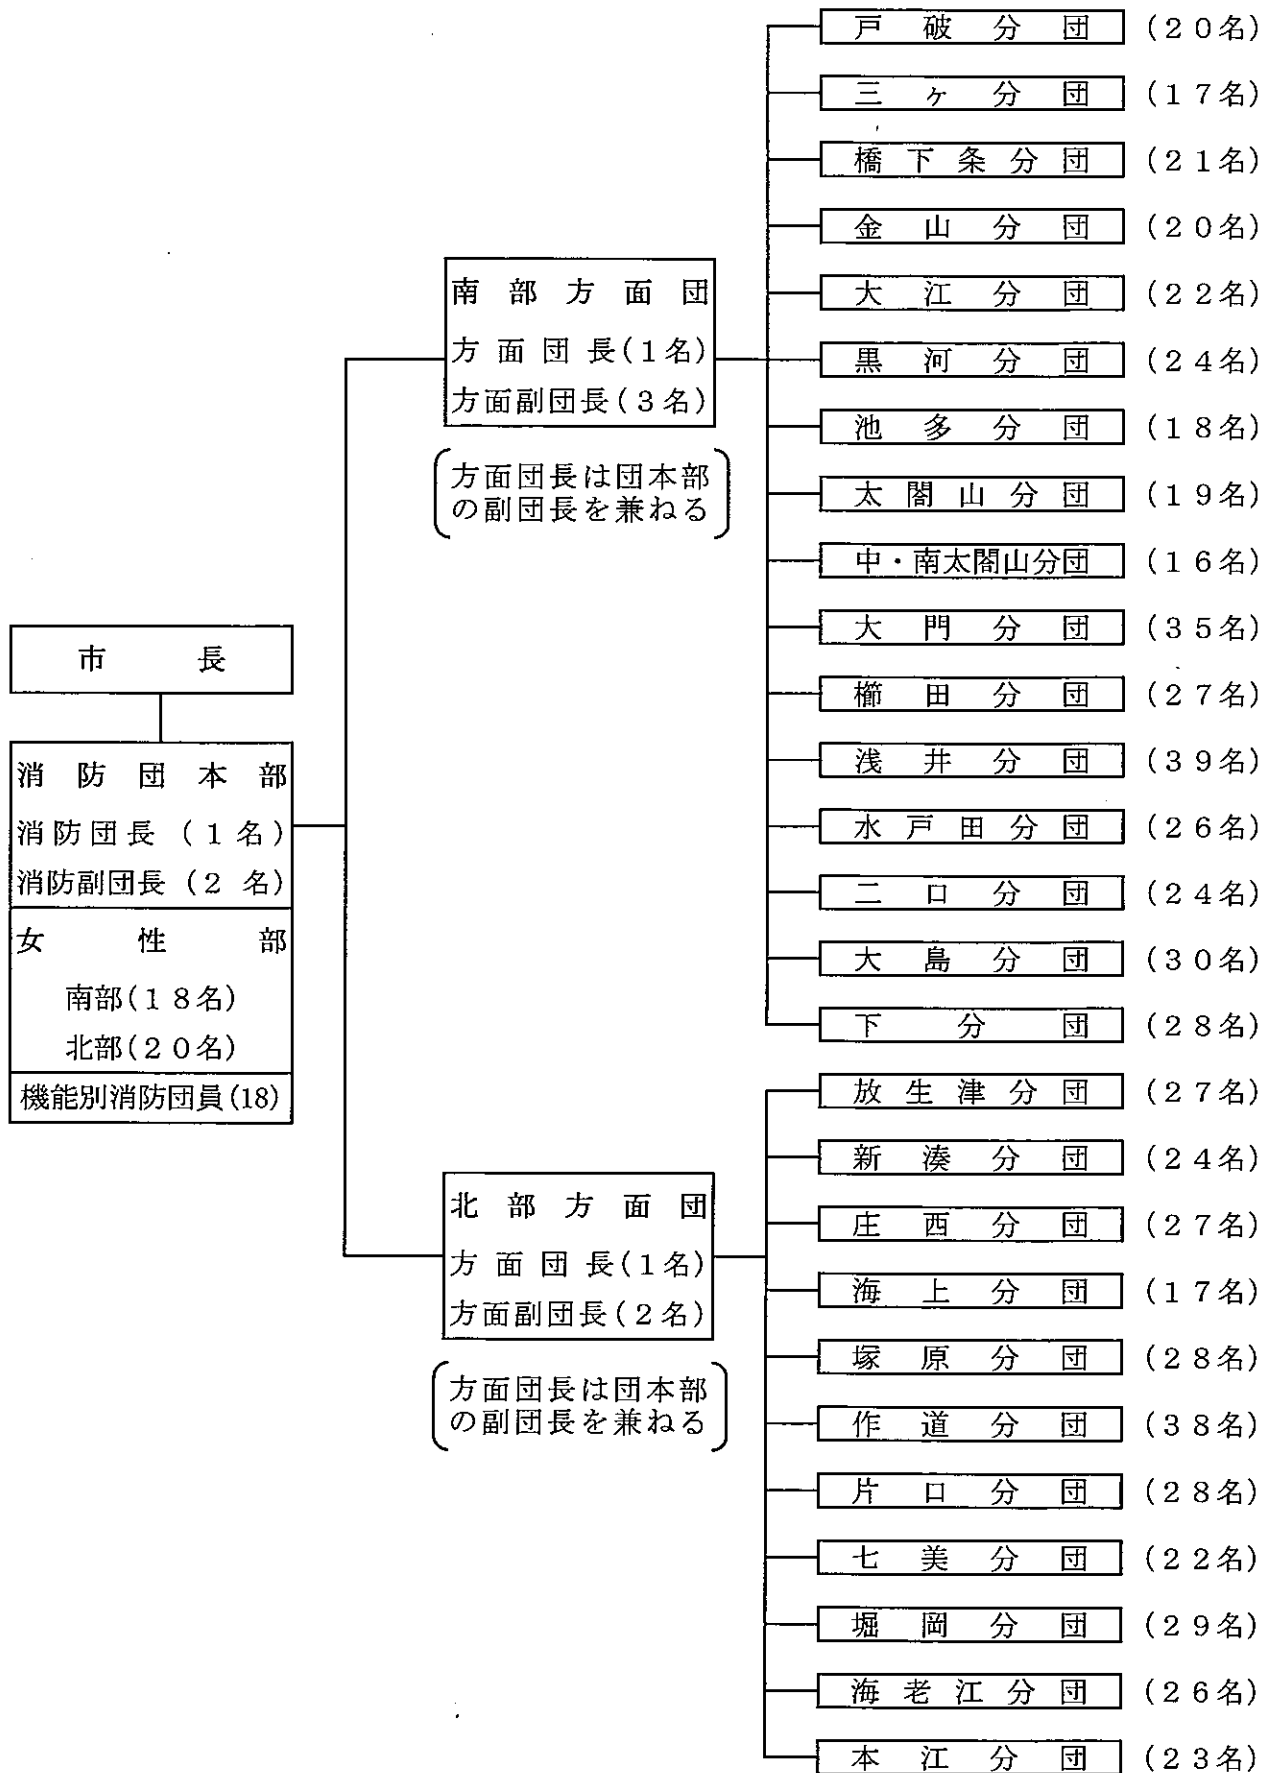 市長
消防団本部
消防団長(1名)
消防副団長(2名)
女性部
南部(18名)
北部(20名)
機能別消防団員(18)
南部方面団
方面団長(1名)
方面副団長(3名)
方面団長は団本部
の副団長を兼ねる
戸破分団 (20名)
三ヶ分団 (17名)
橋下条分団 (21名)
金山分団 (20名)
大江分団 (22名)
黒河分団 (24名)
池多分団 (18名)
太閤山分団 (19名)
中・南太閤山分団 (16名)
大門分団 (35名)
櫛田分団 (27名)
浅井分団 (39名)
水戸田分団 (26名)
二口分団 (24名)
大島分団 (30名)
下分団 (28名)
北部方面団
方面団長(1名)
方面副団長(2名)
方面団長は団本部
の副団長を兼ねる
放生津分団 (27名)
新湊分団 (24名)
庄西分団 (27名)
海上分団 (17名)
塚原分団 (28名)
作道分団 (38名)
片口分団 (28名)
七美分団 (22名)
堀岡分団 (29名)
海老江分団 (26名)
本江分団 (23名)